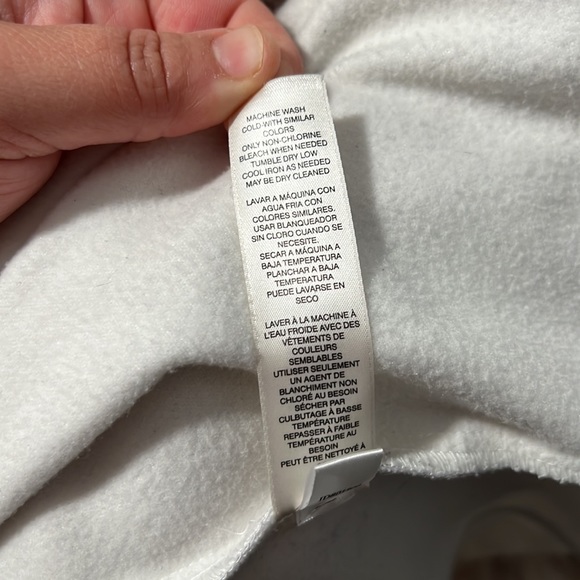 MACHINE WASH
COLD WITH SIMILAR
COLORS
ONLY NON-CHLORINE
BLEACH WHEN NEEDED
TUMBLE DRY LOW
COOL IRON AS NEEDED
MAY BE DRY CLEANED
LAVAR A MÁQUINA CON
AGUA FRIA CON
COLORES SIMILARES.
USAR BLANQUEADOR
SIN CLORO CUANDO SE
NECESITE.
SECAR A MÁQUINA A
BAJA TEMPERATURA
PLANCHAR A BAJA
TEMPERATURA
PUEDE LAVARSE EN
SECO
LAVER À LA MACHINE À
L'EAU FROIDE AVEC DES
VÊTEMENTS DE
COULEURS
SEMBLABLES
UTILISER SEULEMENT
UN AGENT DE
BLANCHIMENT NON
CHLORÉ AU BESOIN
SÉCHER PAR
CULBUTAGE À BASSE
TEMPÉRATURE
REPASSER À FAIBLE
TEMPÉRATURE AU
BESOIN
PEUT ÊTRE NETTOYÉ À